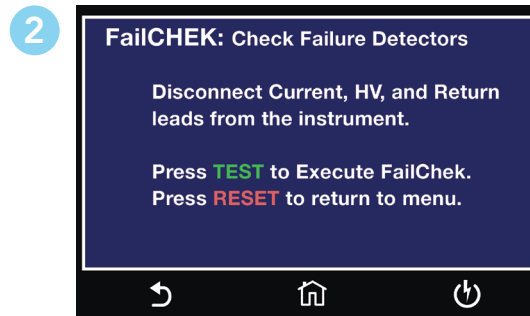 2
FailCHEK: Check Failure Detectors
Disconnect Current, HV, and Return
leads from the instrument.
Press TEST to Execute FailChek.
Press RESET to return to menu.